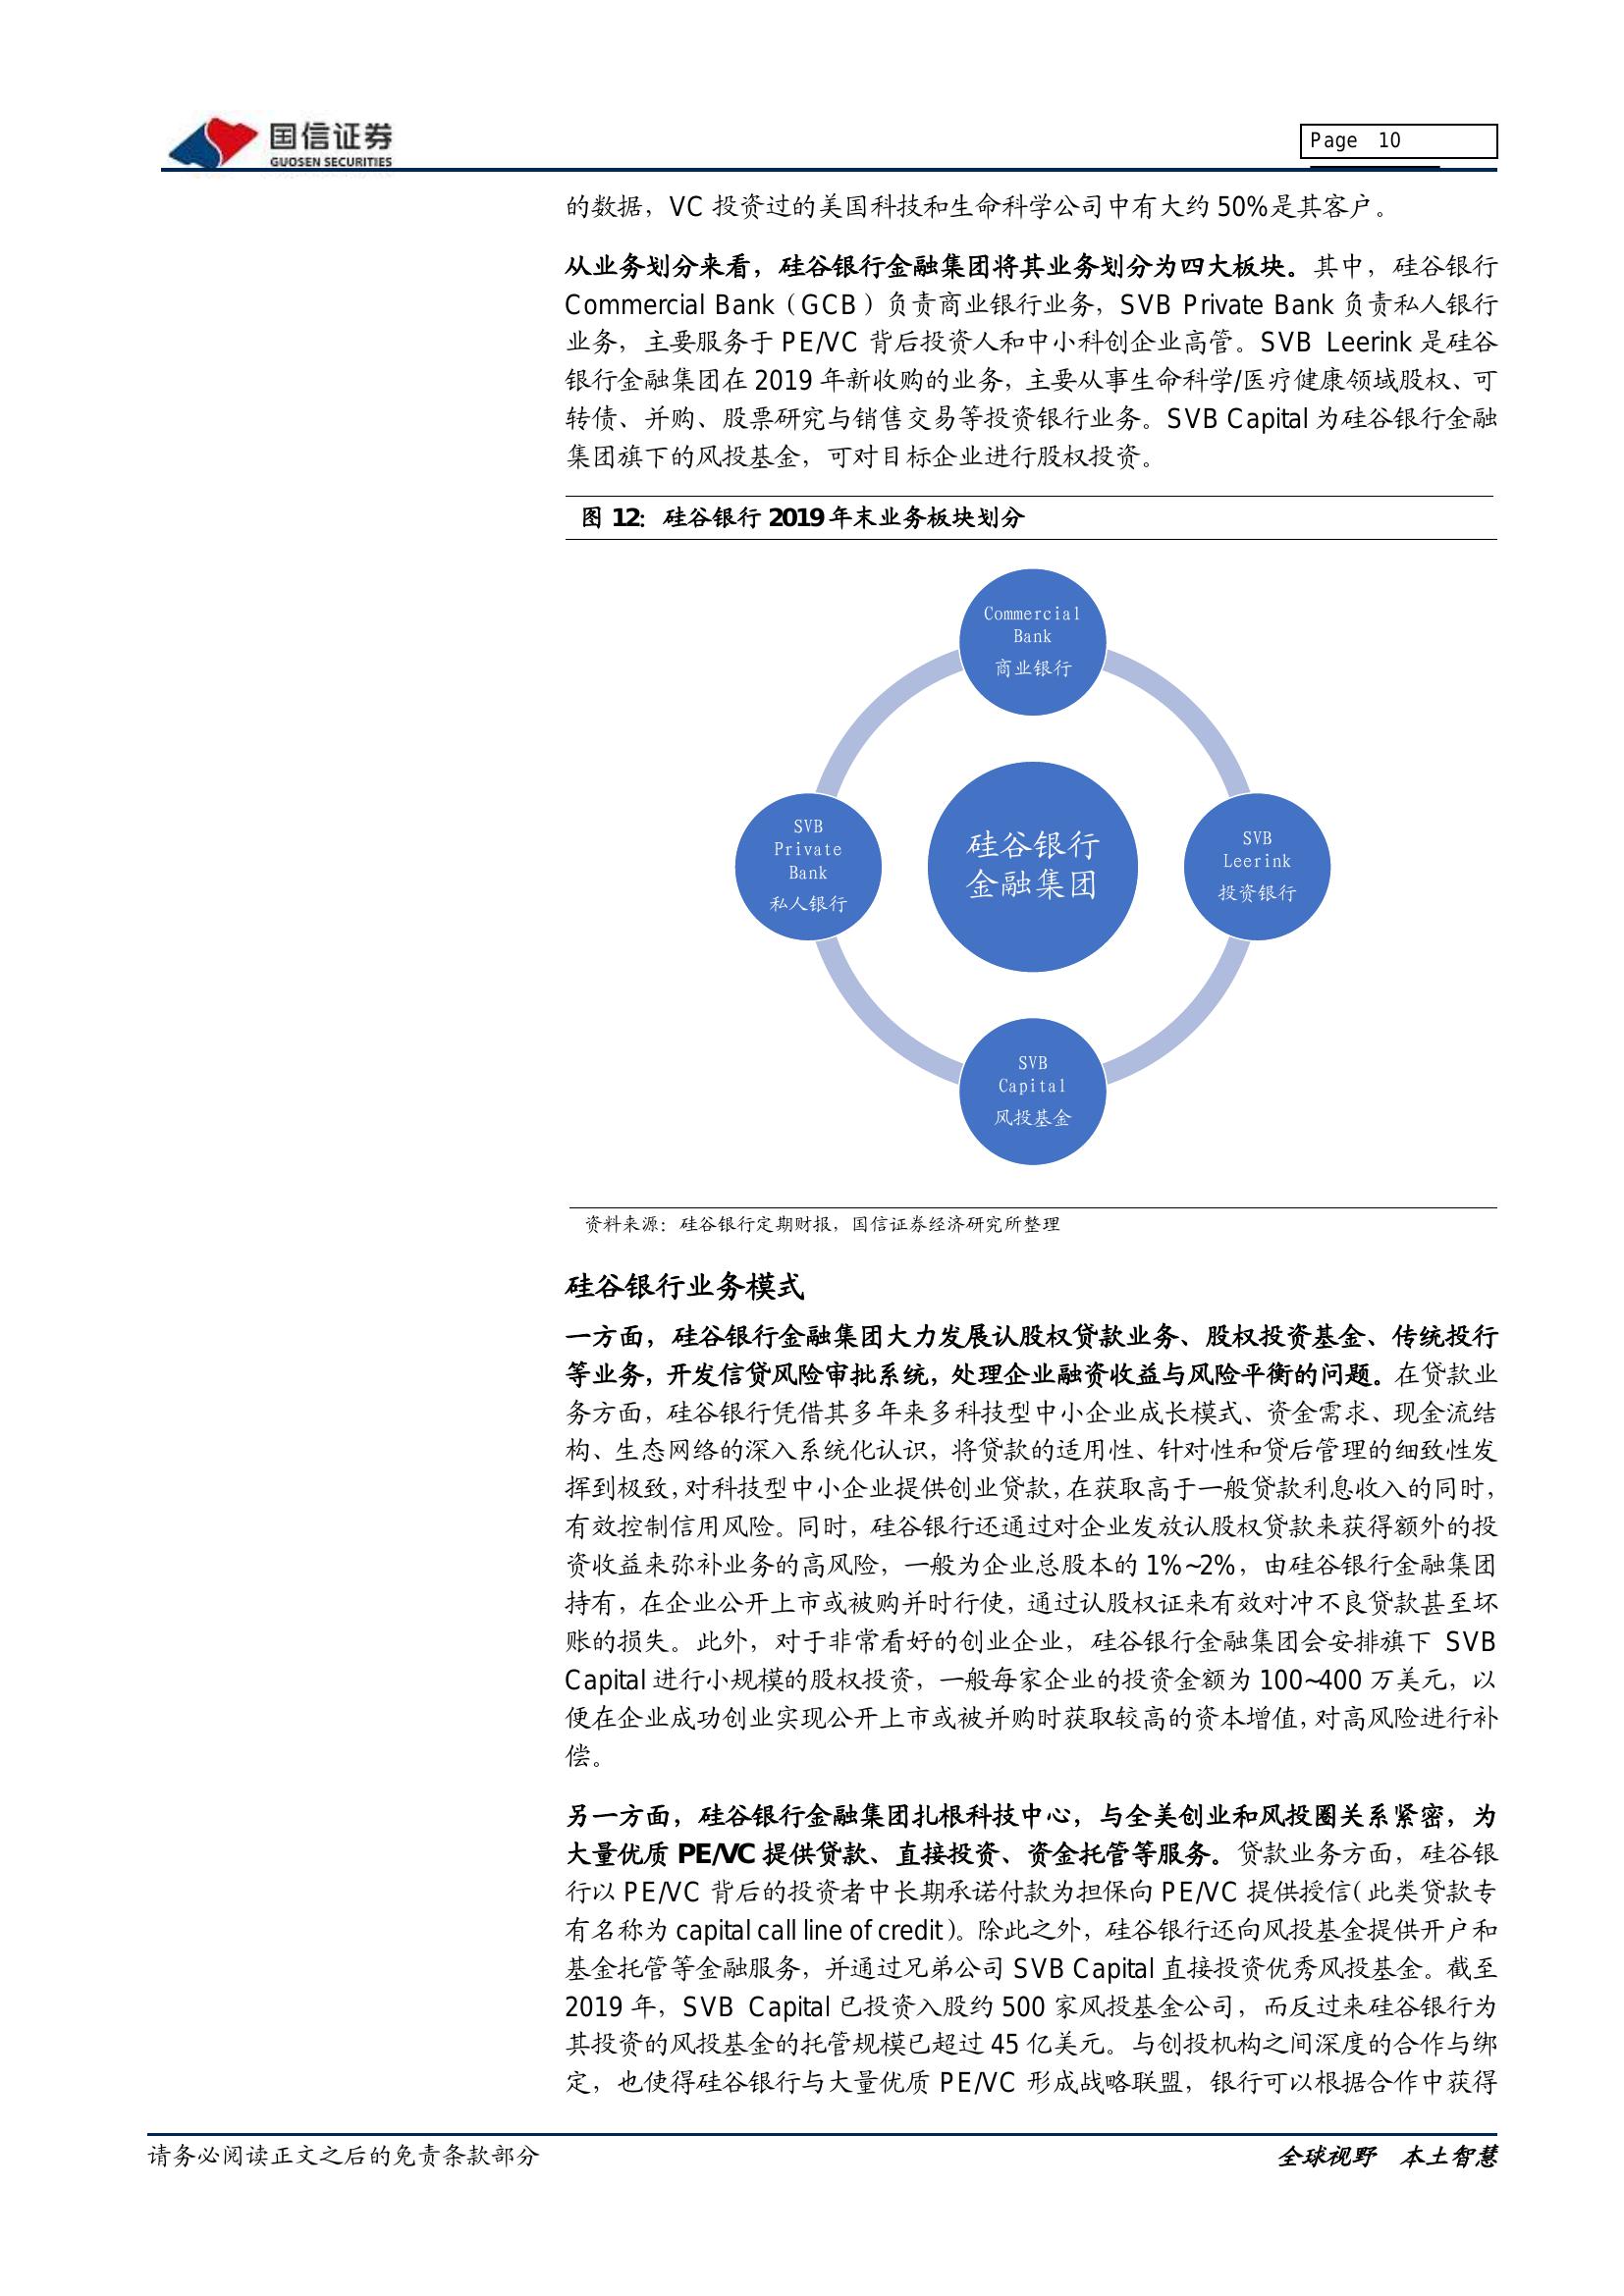 国信证券
GUOSEN SECURITIES
Page 10
的数据，VC 投资过的美国科技和生命科学公司中有大约 50%是其客户。
从业务划分来看，硅谷银行金融集团将其业务划分为四大板块。其中，硅谷银行
Commercial Bank（GCB）负责商业银行业务，SVB Private Bank 负责私人银行
业务，主要服务于 PE/VC 背后投资人和中小科创企业高管。SVB Leerink 是硅谷
银行金融集团在 2019 年新收购的业务，主要从事生命科学/医疗健康领域股权、可
转债、并购、股票研究与销售交易等投资银行业务。SVB Capital 为硅谷银行金融
集团旗下的风投基金，可对目标企业进行股权投资。
图 12：硅谷银行 2019 年末业务板块划分
Commercial
Bank
商业银行
SVB
Private
Bank
私人银行
硅谷银行
金融集团
SVB
Leerink
投资银行
SVB
Capital
风投基金
资料来源：硅谷银行定期财报，国信证券经济研究所整理
硅谷银行业务模式
一方面，硅谷银行金融集团大力发展认股权贷款业务、股权投资基金、传统投行
等业务，开发信贷风险审批系统，处理企业融资收益与风险平衡的问题。在贷款业
务方面，硅谷银行凭借其多年来多科技型中小企业成长模式、资金需求、现金流结
构、生态网络的深入系统化认识，将贷款的适用性、针对性和贷后管理的细致性发
挥到极致，对科技型中小企业提供创业贷款，在获取高于一般贷款利息收入的同时，
有效控制信用风险。同时，硅谷银行还通过对企业发放认股权贷款来获得额外的投
资收益来弥补业务的高风险，一般为企业总股本的 1%~2%，由硅谷银行金融集团
持有，在企业公开上市或被购并时行使，通过认股权证来有效对冲不良贷款甚至坏
账的损失。此外，对于非常看好的创业企业，硅谷银行金融集团会安排旗下 SVB
Capital 进行小规模的股权投资，一般每家企业的投资金额为 100~400 万美元，以
便在企业成功创业实现公开上市或被并购时获取较高的资本增值，对高风险进行补
偿。
另一方面，硅谷银行金融集团扎根科技中心，与全美创业和风投圈关系紧密，为
大量优质 PE/VC 提供贷款、直接投资、资金托管等服务。贷款业务方面，硅谷银
行以 PE/VC 背后的投资者中长期承诺付款为担保向 PE/VC 提供授信（此类贷款专
有名称为 capital call line of credit）。除此之外，硅谷银行还向风投基金提供开户和
基金托管等金融服务，并通过兄弟公司 SVB Capital 直接投资优秀风投基金。截至
2019 年，SVB Capital 已投资入股约 500 家风投基金公司，而反过来硅谷银行为
其投资的风投基金的托管规模已超过 45 亿美元。与创投机构之间深度的合作与绑
定，也使得硅谷银行与大量优质 PE/VC 形成战略联盟，银行可以根据合作中获得
请务必阅读正文之后的免责条款部分
全球视野 本土智慧